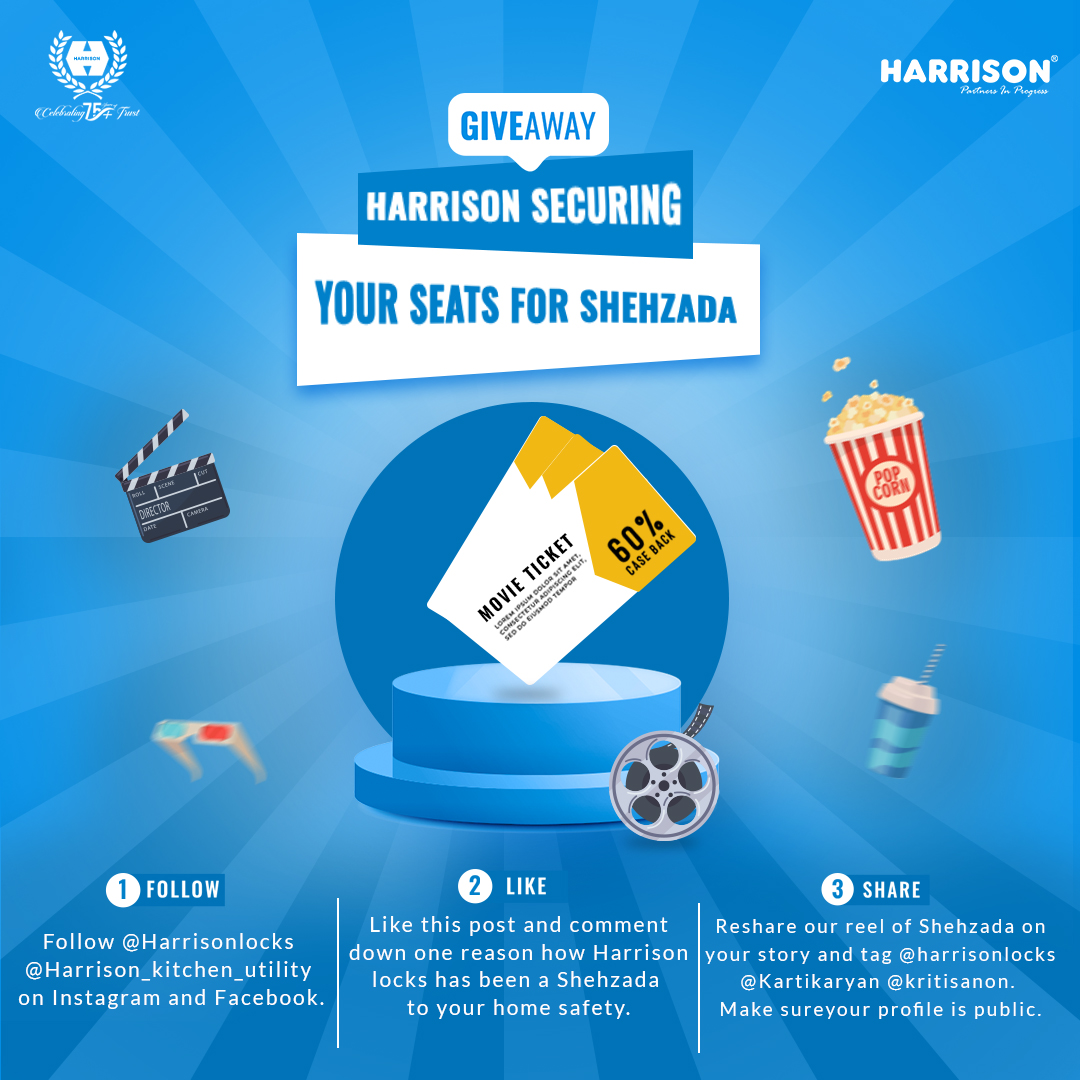 HARRISON
Celebrating 75+ Years of Trust
HARRISON®
Partners In Progress
GIVEAWAY
HARRISON SECURING
YOUR SEATS FOR SHEHZADA
ROLL SCENE CUT
DIRECTOR
DATE CAMERA
POP
CORN
MOVIE TICKET
LOREM IPSUM DOLOR SIT AMET,
CONSECTETUR ADIPISCING ELIT,
SED DO EIUSMOD TEMPOR
60%
CASE BACK
1 FOLLOW
Follow @Harrisonlocks
@Harrison_kitchen_utility
on Instagram and Facebook.
2 LIKE
Like this post and comment
down one reason how Harrison
locks has been a Shehzada
to your home safety.
3 SHARE
Reshare our reel of Shehzada on
your story and tag @harrisonlocks
@Kartikaryan @kritisanon.
Make sureyour profile is public.